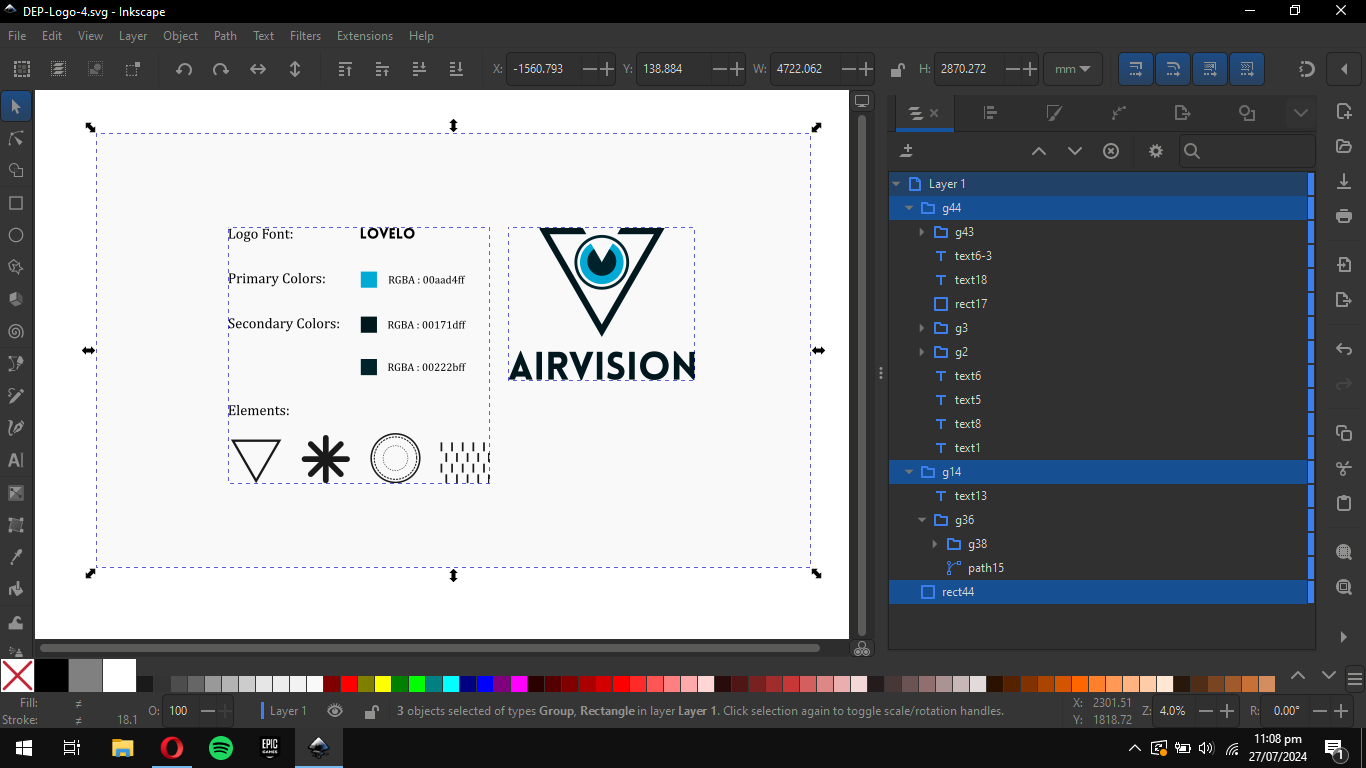 DEP-Logo-4.svg - Inkscape
File Edit View Layer Object Path Text Filters Extensions Help
X: -1560.793 Y: 138.884 W: 4722.062 H: 2870.272 mm
Logo Font: LOVELO
Primary Colors: RGBA : 00aad4ff
Secondary Colors: RGBA : 00171dff
RGBA : 00222bff
Elements:
AIRVISION
Layer 1
g44
g43
text6-3
text18
rect17
g3
g2
text6
text5
text8
text1
g14
text13
g36
g38
path15
rect44
Fill: ≠
Stroke: ≠ 18.1
O: 100
Layer 1
3 objects selected of types Group, Rectangle in layer Layer 1. Click selection again to toggle scale/rotation handles.
X: 2301.51
Y: 1818.72
Z: 4.0%
R: 0.00°
EPIC
GAMES
11:08 pm
27/07/2024
1